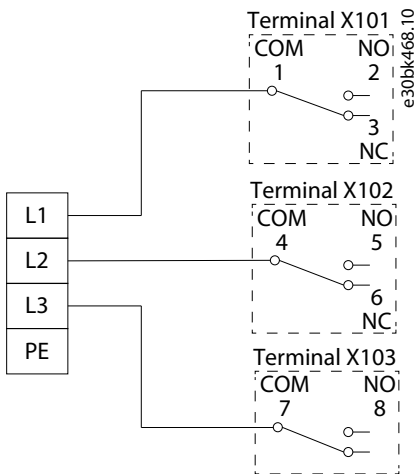 Terminal X101
COM NO
1 2
3
NC
e30bk468.10
L1
L2
L3
PE
Terminal X102
COM NO
4 5
6
NC
Terminal X103
COM NO
7 8